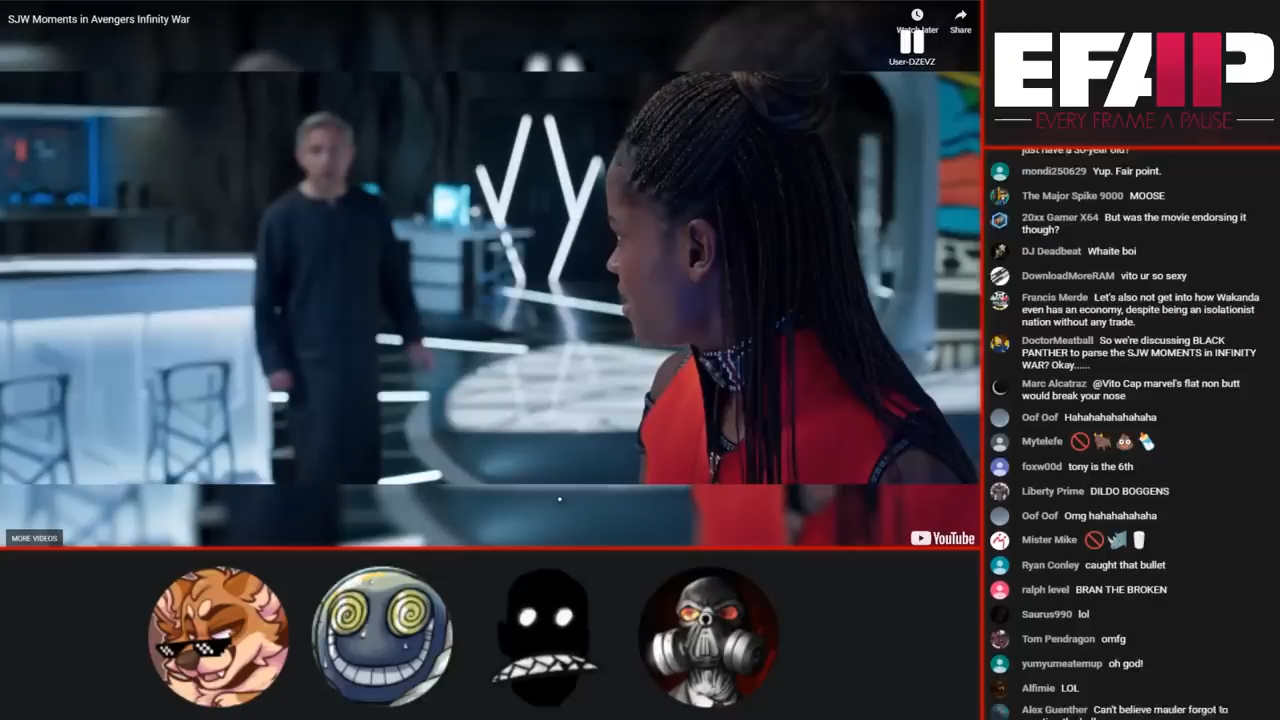 SJW Moments in Avengers Infinity War
Watch later
Share
User-DZEVZ
MORE VIDEOS
YouTube
EFAP
EVERY FRAME A PAUSE
just have a 30-year old?
mondi250629 Yup. Fair point.
The Major Spike 9000 MOOSE
20xx Gamer X64 But was the movie endorsing it
though?
DJ Deadbeat Whaite boi
DownloadMoreRAM vito ur so sexy
Francis Merde Let's also not get into how Wakanda
even has an economy, despite being an isolationist
nation without any trade.
DoctorMeatball So we're discussing BLACK
PANTHER to parse the SJW MOMENTS in INFINITY
WAR? Okay......
Marc Alcatraz @Vito Cap marvel's flat non butt
would break your nose
Oof Oof Hahahahahahaha
Mytelefe
foxw00d tony is the 6th
Liberty Prime DILDO BOGGENS
Oof Oof Omg hahahahaha
Mister Mike
Ryan Conley caught that bullet
ralph level BRAN THE BROKEN
Saurus990 lol
Tom Pendragon omfg
yumyumeatemup oh god!
Alfimie LOL
Alex Guenther Can't believe mauler forgot to